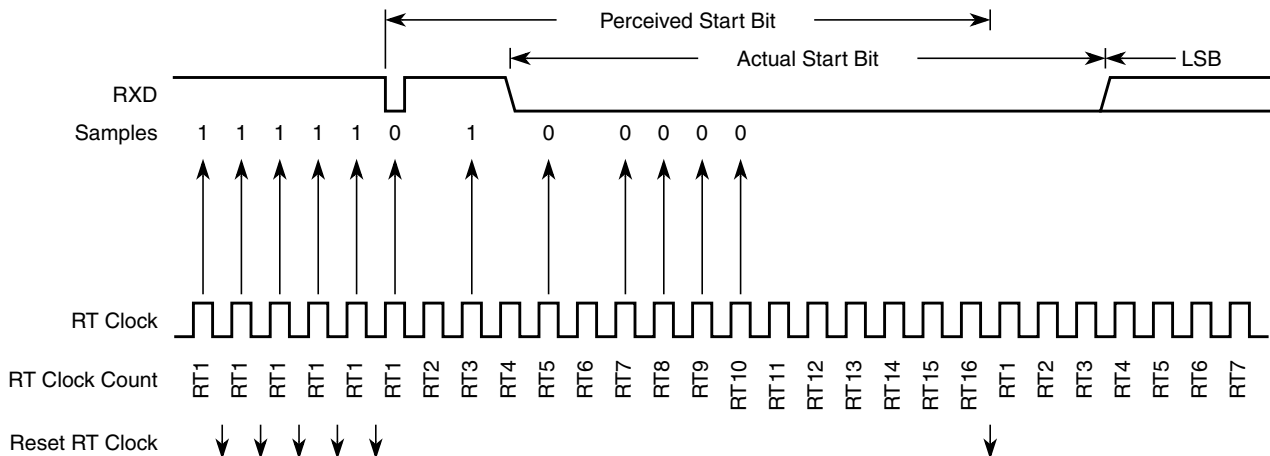 Perceived Start Bit
Actual Start Bit LSB
RXD
Samples 1 1 1 1 1 0 1 0 0 0 0 0
RT Clock
RT Clock Count RT1 RT1 RT1 RT1 RT1 RT1 RT2 RT3 RT4 RT5 RT6 RT7 RT8 RT9 RT10 RT11 RT12 RT13 RT14 RT15 RT16 RT1 RT2 RT3 RT4 RT5 RT6 RT7
Reset RT Clock